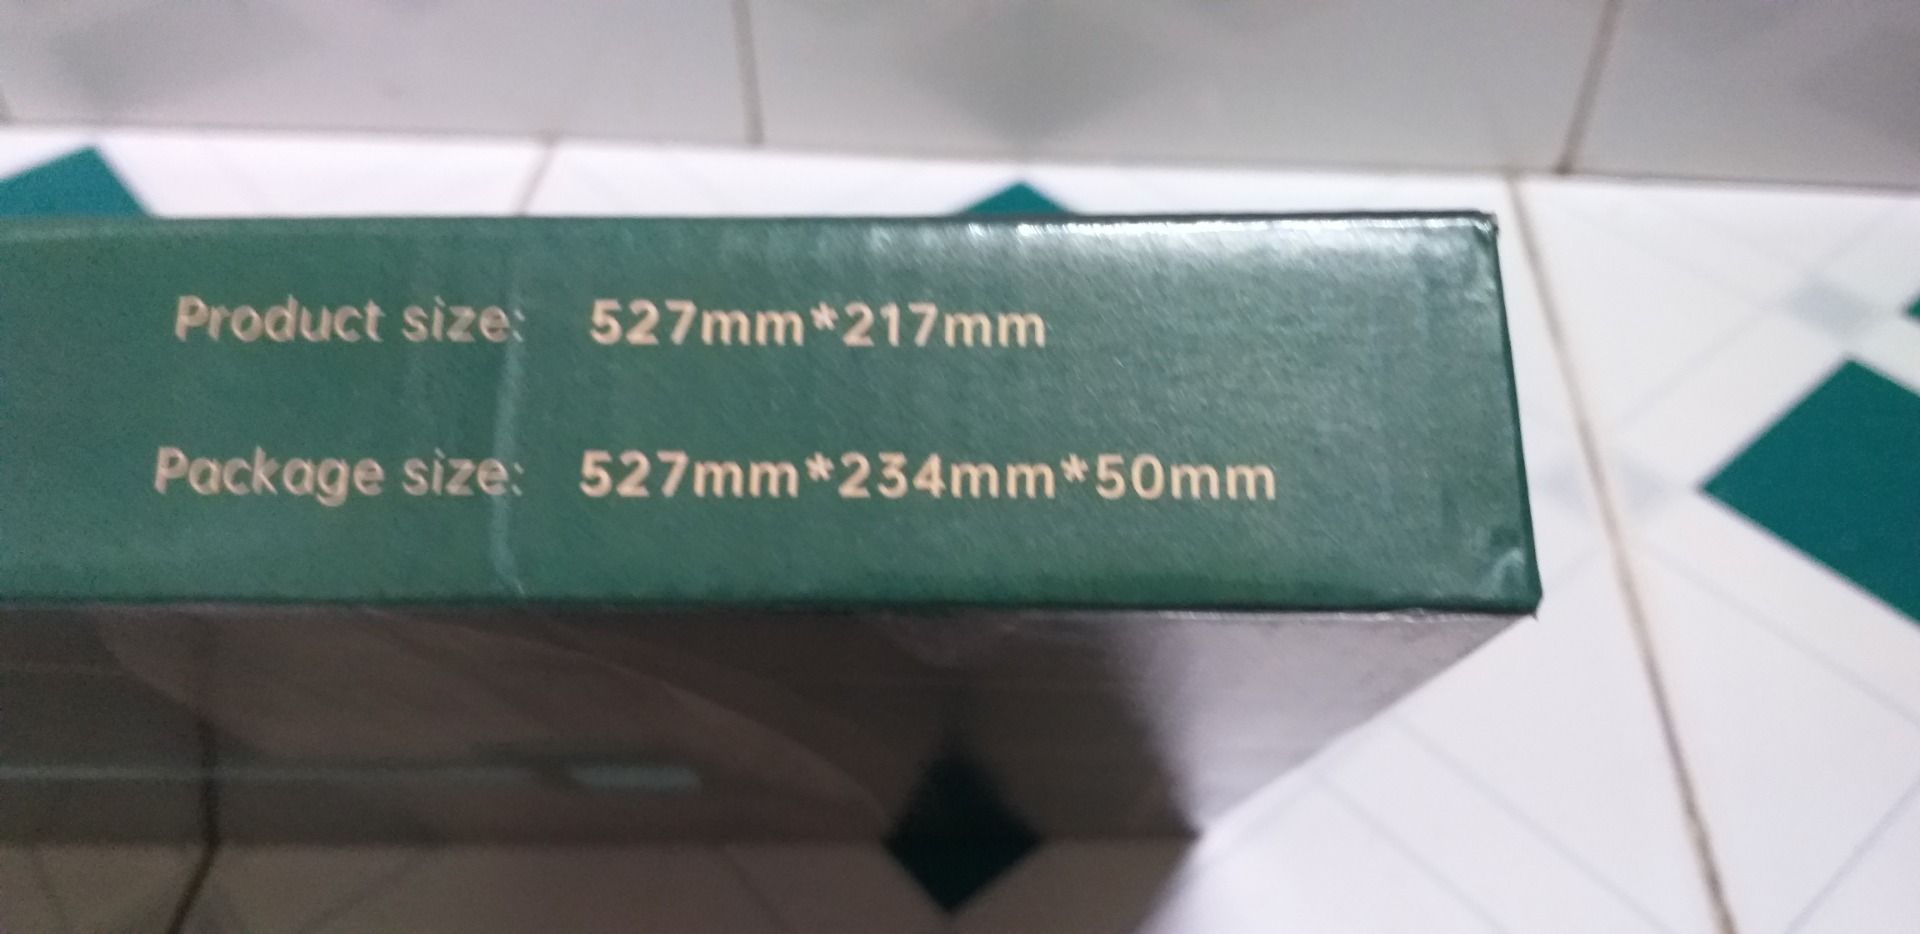 Product size: 527mm*217mm
Package size: 527mm*234mm*50mm